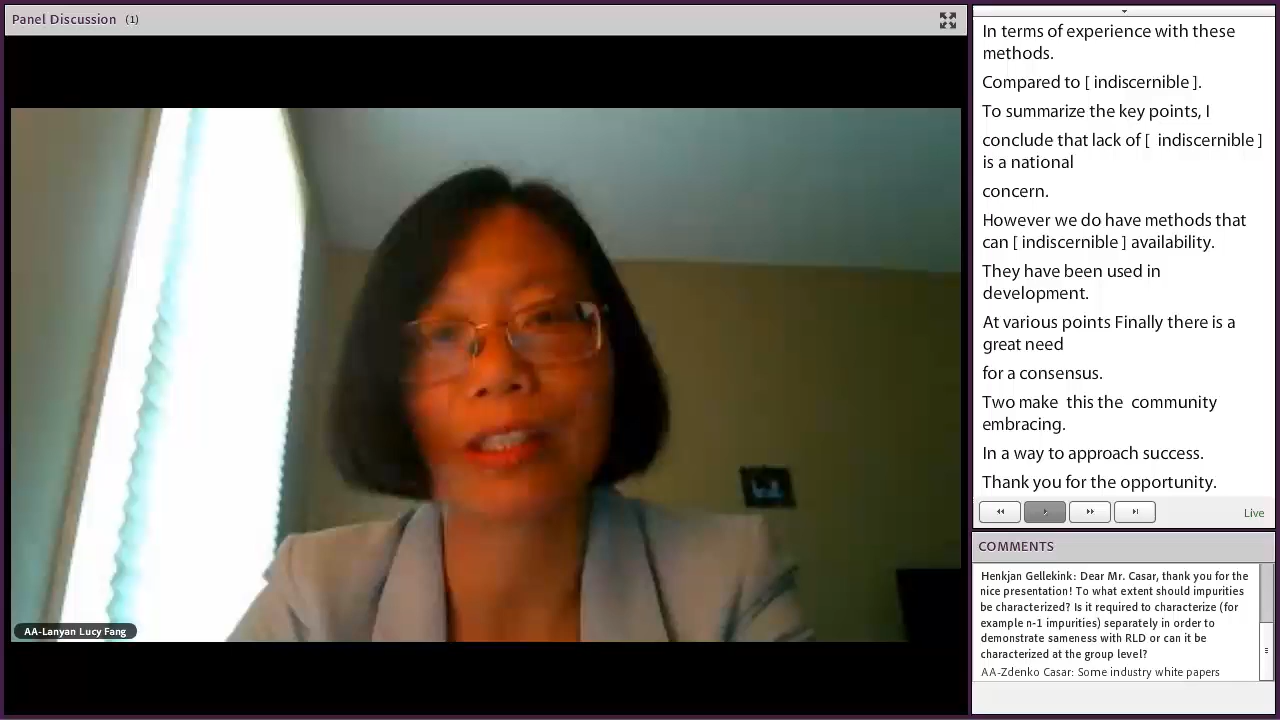 Panel Discussion (1)
In terms of experience with these
methods.
Compared to [ indiscernible ].
To summarize the key points, I
conclude that lack of [ indiscernible ]
is a national
concern.
However we do have methods that
can [ indiscernible ] availability.
They have been used in
development.
At various points Finally there is a
great need
for a consensus.
Two make this the community
embracing.
In a way to approach success.
Thank you for the opportunity.
Live
COMMENTS
Henkjan Gellekink: Dear Mr. Casar, thank you for the
nice presentation! To what extent should impurities
be characterized? Is it required to characterize (for
example n-1 impurities) separately in order to
demonstrate sameness with RLD or can it be
characterized at the group level?
AA-Zdenko Casar: Some industry white papers
AA-Lanyan Lucy Fang